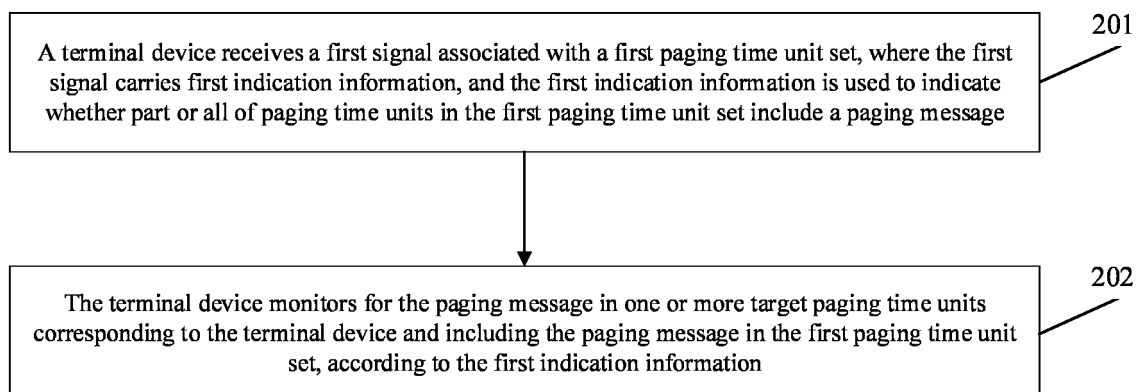 201
A terminal device receives a first signal associated with a first paging time unit set, where the first
signal carries first indication information, and the first indication information is used to indicate
whether part or all of paging time units in the first paging time unit set include a paging message
202
The terminal device monitors for the paging message in one or more target paging time units
corresponding to the terminal device and including the paging message in the first paging time unit
set, according to the first indication information